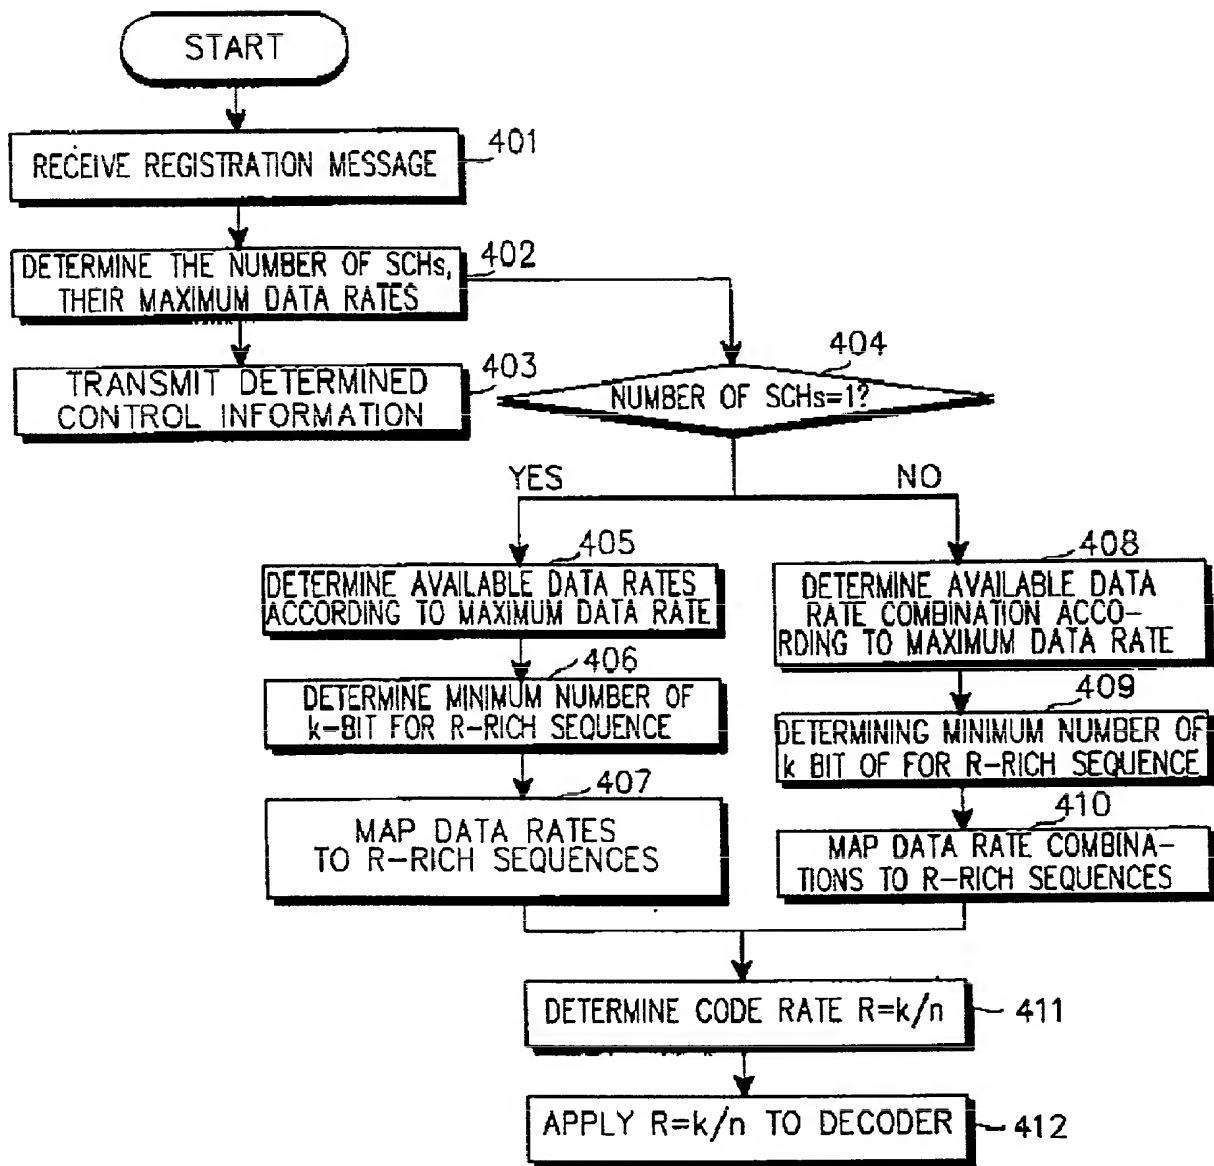 START
RECEIVE REGISTRATION MESSAGE
401
DETERMINE THE NUMBER OF SCHs,
THEIR MAXIMUM DATA RATES
402
TRANSMIT DETERMINED
CONTROL INFORMATION
403
404
NUMBER OF SCHs=1?
YES
NO
405
DETERMINE AVAILABLE DATA RATES
ACCORDING TO MAXIMUM DATA RATE
406
DETERMINE MINIMUM NUMBER OF
k-BIT FOR R-RICH SEQUENCE
407
MAP DATA RATES
TO R-RICH SEQUENCES
408
DETERMINE AVAILABLE DATA
RATE COMBINATION ACCO-
RDING TO MAXIMUM DATA RATE
409
DETERMINING MINIMUM NUMBER OF
k BIT OF FOR R-RICH SEQUENCE
410
MAP DATA RATE COMBINA-
TIONS TO R-RICH SEQUENCES
DETERMINE CODE RATE R=k/n
411
APPLY R=k/n TO DECODER
412